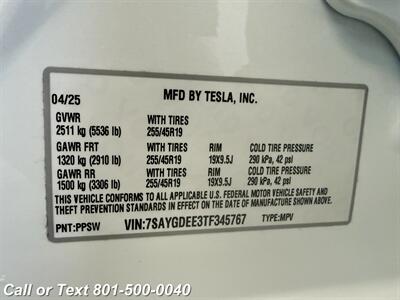 04/25 MFD BY TESLA, INC.
GVWR WITH TIRES
2511 kg (5536 lb) 255/45R19
GAWR FRT WITH TIRES RIM COLD TIRE PRESSURE
1320 kg (2910 lb) 255/45R19 19X9.5J 290 kPa, 42 psi
GAWR RR WITH TIRES RIM COLD TIRE PRESSURE
1500 kg (3306 lb) 255/45R19 19X9.5J 290 kPa, 42 psi
THIS VEHICLE CONFORMS TO ALL APPLICABLE U.S. FEDERAL MOTOR VEHICLE SAFETY AND
THEFT PREVENTION STANDARDS IN EFFECT ON THE DATE OF MANUFACTURE SHOWN ABOVE.
PNT:PPSW VIN:7SAYGDEE3TF345767 TYPE:MPV
Call or Text 801-500-0040